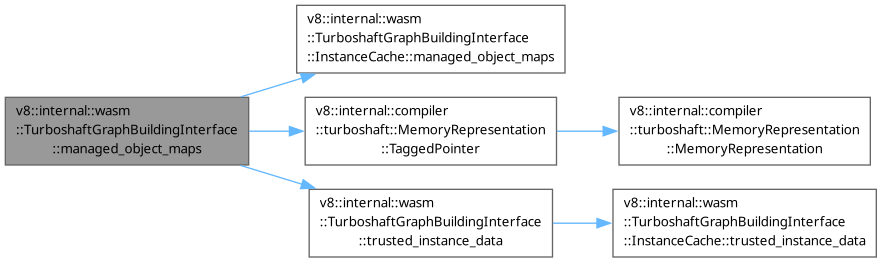 v8::internal::wasm
::TurboshaftGraphBuildingInterface
::managed_object_maps
v8::internal::wasm
::TurboshaftGraphBuildingInterface
::InstanceCache::managed_object_maps
v8::internal::compiler
::turboshaft::MemoryRepresentation
::TaggedPointer
v8::internal::compiler
::turboshaft::MemoryRepresentation
::MemoryRepresentation
v8::internal::wasm
::TurboshaftGraphBuildingInterface
::trusted_instance_data
v8::internal::wasm
::TurboshaftGraphBuildingInterface
::InstanceCache::trusted_instance_data